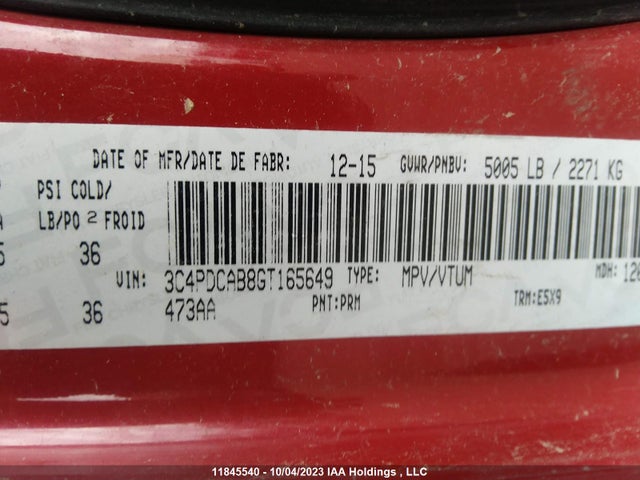 DATE OF MFR/DATE DE FABR: 12-15 GVWR/PNBV: 5005 LB / 2271 KG
PSI COLD/
LB/PO 2 FROID
36
VIN: 3C4PDCAB8GT165649 TYPE: MPV/VTUM MDH:
36 473AA PNT:PRM TRM:E5X9
11845540 - 10/04/2023 IAA Holdings , LLC